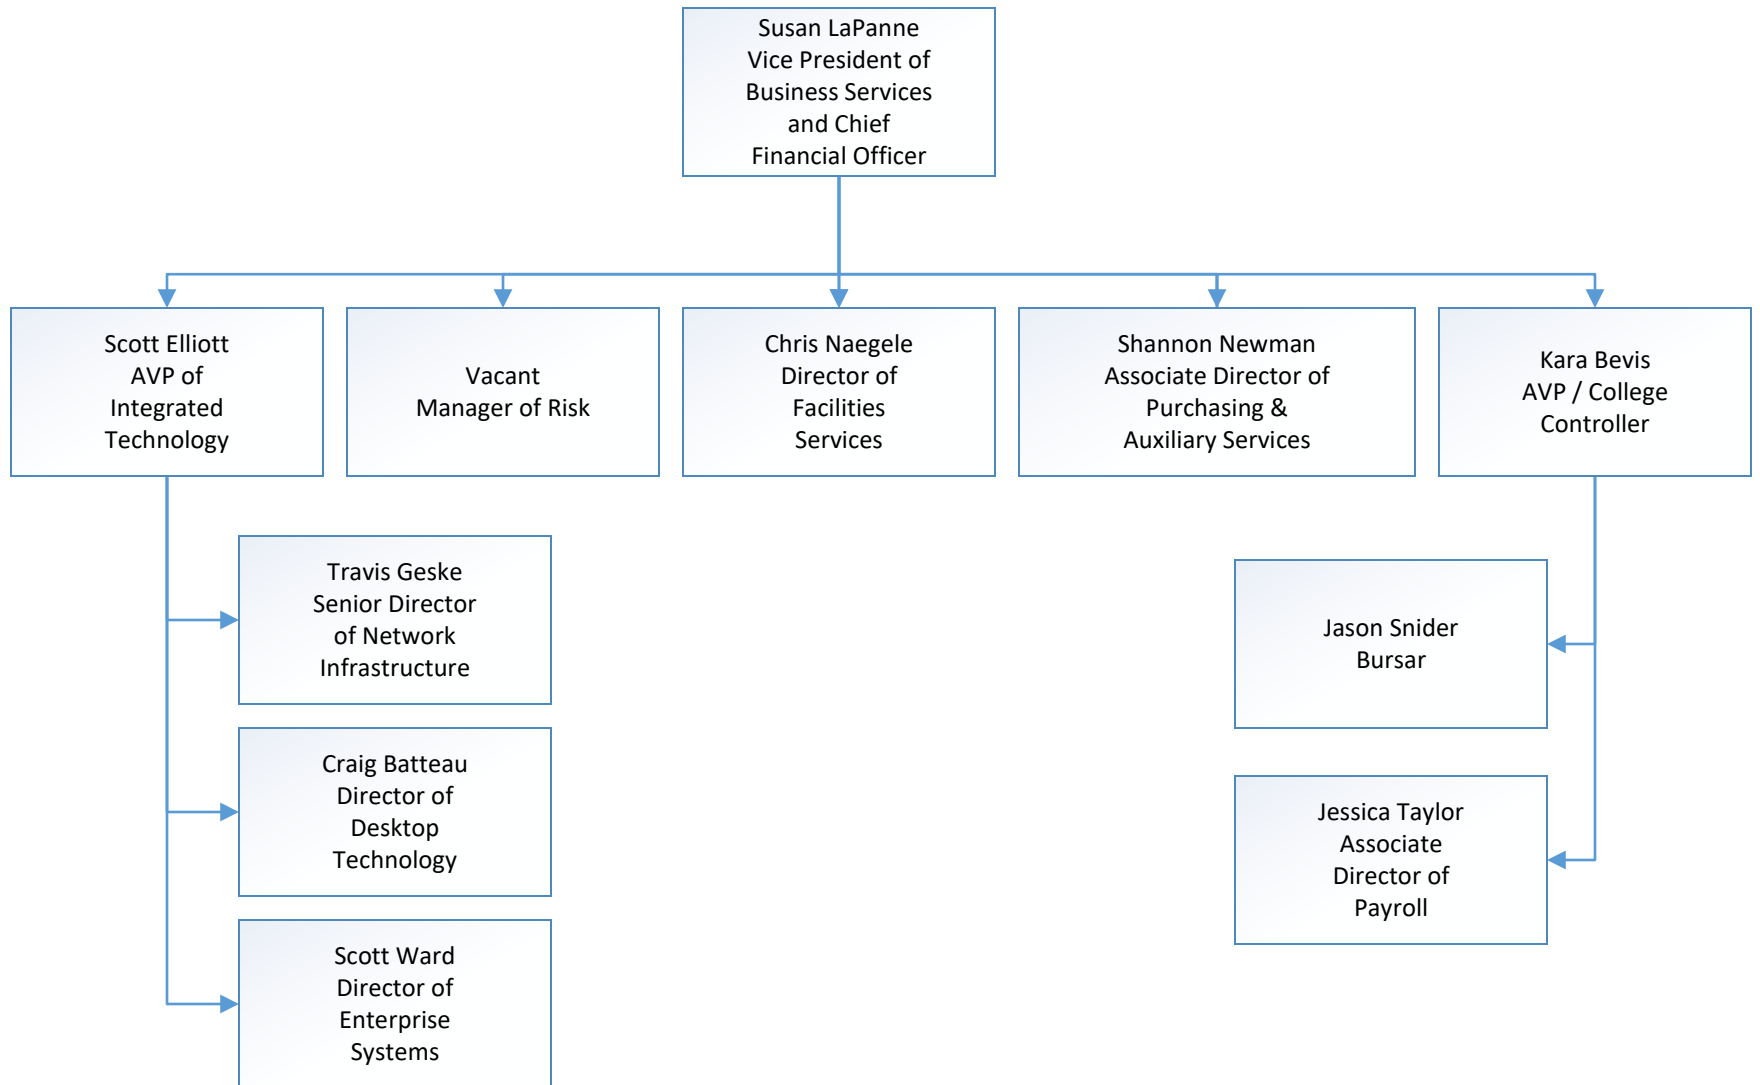 Susan LaPanne
Vice President of
Business Services
and Chief
Financial Officer
Scott Elliott
AVP of
Integrated
Technology
Vacant
Manager of Risk
Chris Naegele
Director of
Facilities
Services
Shannon Newman
Associate Director of
Purchasing &
Auxiliary Services
Kara Bevis
AVP / College
Controller
Travis Geske
Senior Director
of Network
Infrastructure
Craig Batteau
Director of
Desktop
Technology
Scott Ward
Director of
Enterprise
Systems
Jason Snider
Bursar
Jessica Taylor
Associate
Director of
Payroll